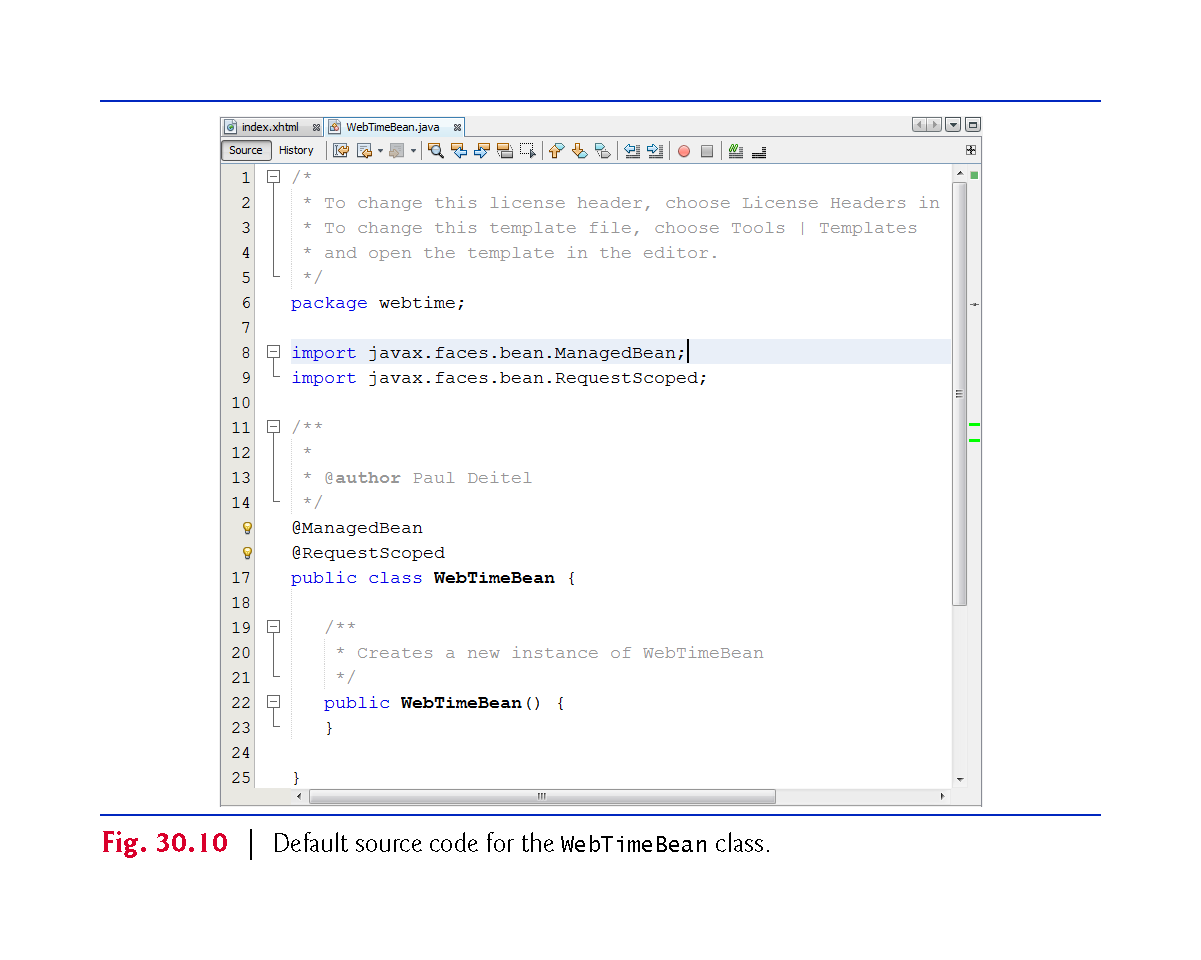 index.xhtml WebTimeBean.java
Source History
1 /*
2 * To change this license header, choose License Headers in
3 * To change this template file, choose Tools | Templates
4 * and open the template in the editor.
5 */
6 package webtime;
7
8 import javax.faces.bean.ManagedBean;
9 import javax.faces.bean.RequestScoped;
10
11 /**
12 *
13 * @author Paul Deitel
14 */
@ManagedBean
@RequestScoped
17 public class WebTimeBean {
18
19 /**
20 * Creates a new instance of WebTimeBean
21 */
22 public WebTimeBean() {
23 }
24
25 }
Fig. 30.10 | Default source code for the WebTimeBean class.